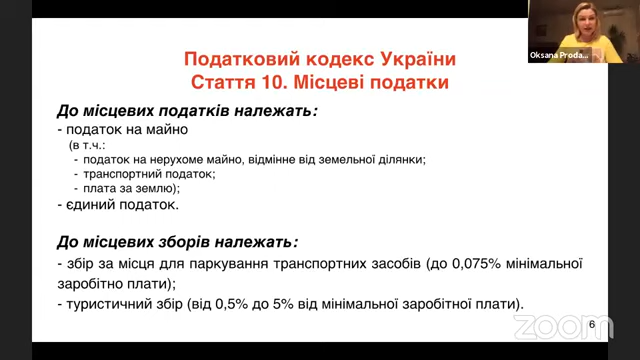 Oksana Proda...
Податковий кодекс України
Стаття 10. Місцеві податки
До місцевих податків належать:
- податок на майно
(в т.ч.:
- податок на нерухоме майно, відмінне від земельної ділянки;
- транспортний податок;
- плата за землю);
- єдиний податок.
До місцевих зборів належать:
- збір за місця для паркування транспортних засобів (до 0,075% мінімальної
заробітно плати);
- туристичний збір (від 0,5% до 5% від мінімальної заробітної плати).
6
zoom